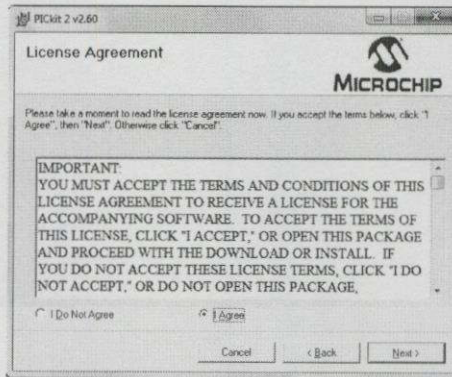 PICkit 2 v2.60
License Agreement
MICROCHIP
Please take a moment to read the license agreement now. If you accept the terms below, click "I
Agree", then "Next". Otherwise click "Cancel".
IMPORTANT:
YOU MUST ACCEPT THE TERMS AND CONDITIONS OF THIS
LICENSE AGREEMENT TO RECEIVE A LICENSE FOR THE
ACCOMPANYING SOFTWARE.  TO ACCEPT THE TERMS OF
THIS LICENSE, CLICK "I ACCEPT," OR OPEN THIS PACKAGE
AND PROCEED WITH THE DOWNLOAD OR INSTALL.  IF
YOU DO NOT ACCEPT THESE LICENSE TERMS, CLICK "I DO
NOT ACCEPT," OR DO NOT OPEN THIS PACKAGE,
I Do Not Agree
I Agree
Cancel
< Back
Next >